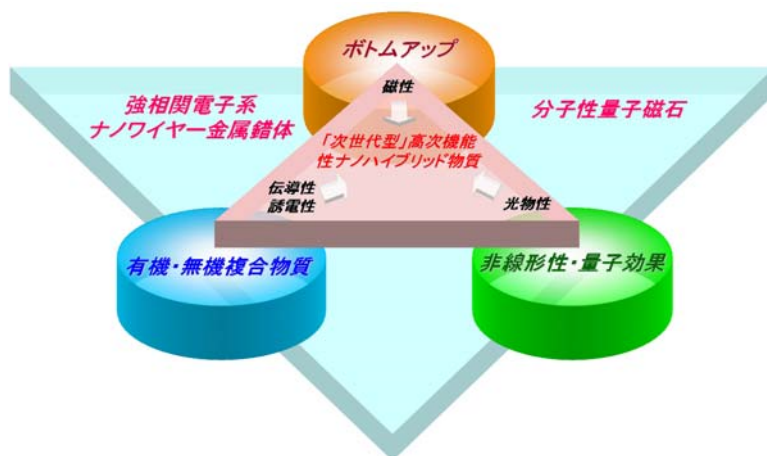 ボトムアップ
磁性
強相関電子系
ナノワイヤー金属錯体
分子性量子磁石
「次世代型」高次機能
性ナノハイブリッド物質
伝導性
誘電性
光物性
有機・無機複合物質
非線形性・量子効果